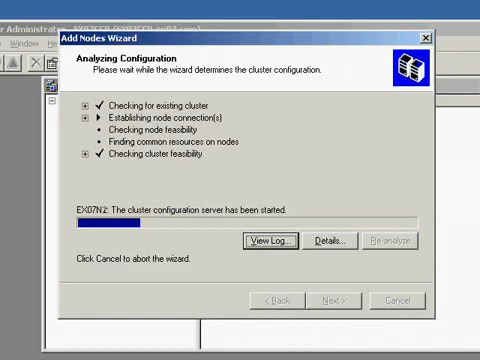 Add Nodes Wizard
Window
Analyzing Configuration
Please wait while the wizard determines the cluster configuration.
Checking for existing cluster
Establishing node connection(s)
Checking node feasibility
Finding common resources on nodes
Checking cluster feasibility
EX07N2: The cluster configuration server has been started.
View Log...
Details...
Re-analyze
Click Cancel to abort the wizard.
< Back
Next >
Cancel